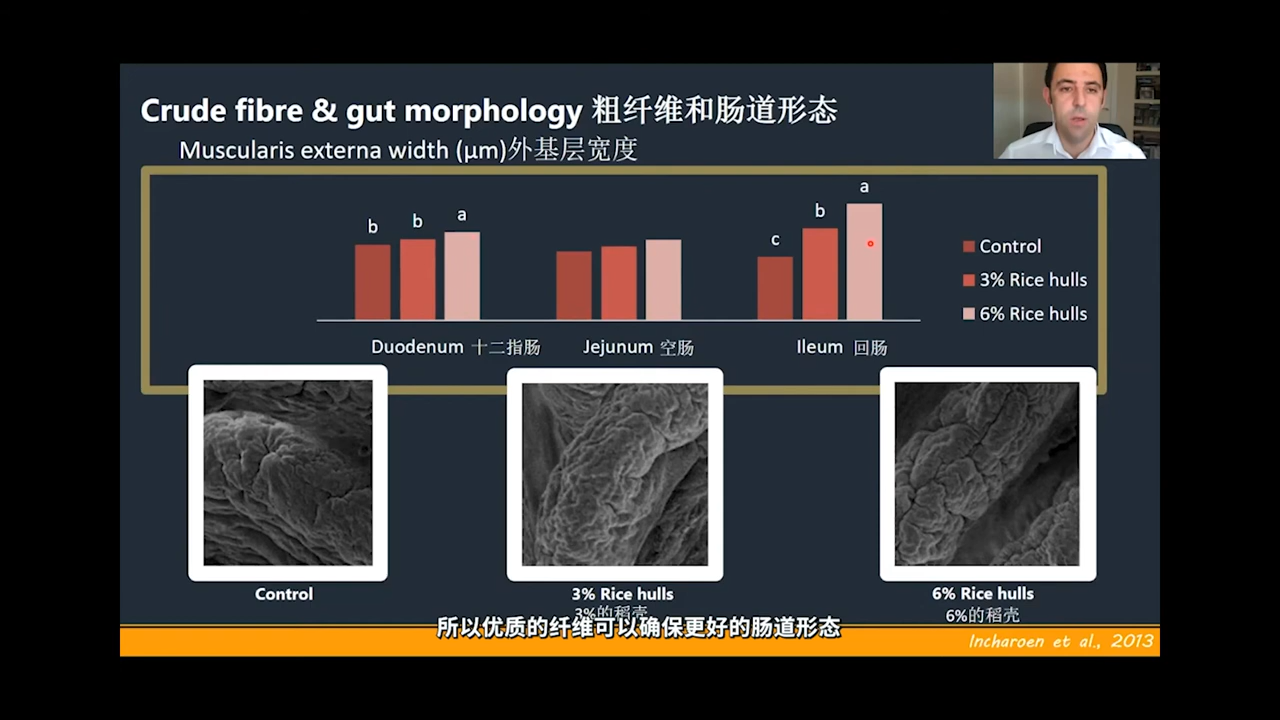 Crude fibre & gut morphology 粗纤维和肠道形态
Muscularis externa width (μm)外基层宽度
b b a
c b a
Control
3% Rice hulls
6% Rice hulls
Duodenum 十二指肠 Jejunum 空肠 Ileum 回肠
Control
3% Rice hulls
3%的稻壳
6% Rice hulls
6%的稻壳
所以优质的纤维可以确保更好的肠道形态
Incharoen et al., 2013